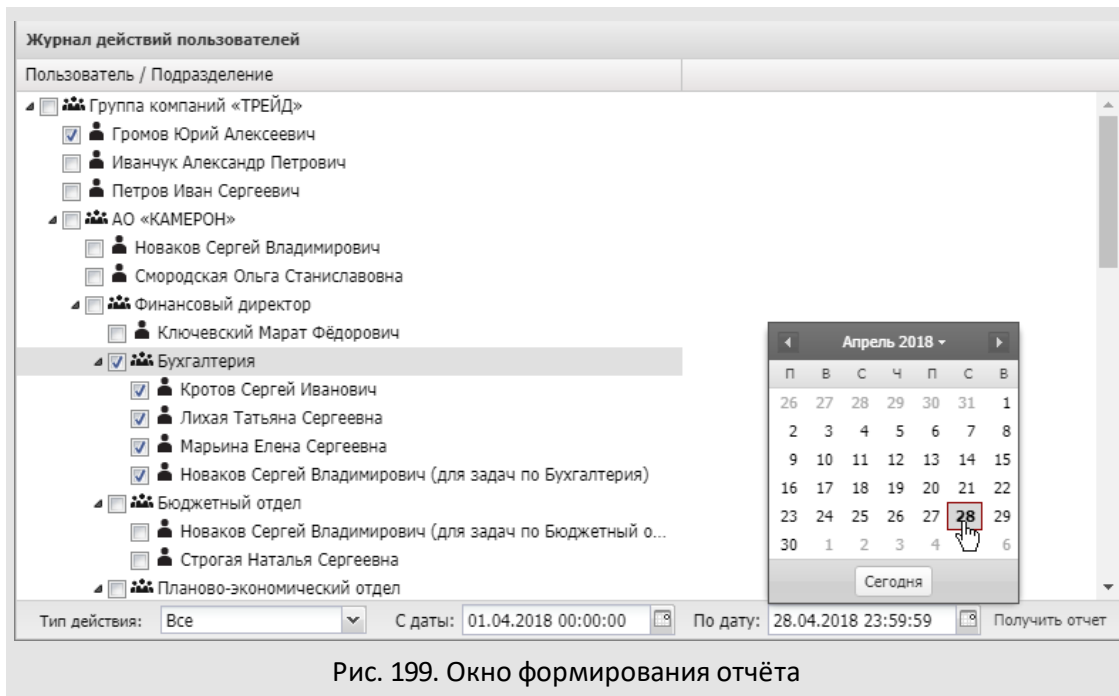 Журнал действий пользователей
Пользователь / Подразделение
Группа компаний «ТРЕЙД»
Громов Юрий Алексеевич
Иванчук Александр Петрович
Петров Иван Сергеевич
АО «КАМЕРОН»
Новаков Сергей Владимирович
Смородская Ольга Станиславовна
Финансовый директор
Ключевский Марат Фёдорович
Бухгалтерия
Кротов Сергей Иванович
Лихая Татьяна Сергеевна
Марьина Елена Сергеевна
Новаков Сергей Владимирович (для задач по Бухгалтерия)
Бюджетный отдел
Новаков Сергей Владимирович (для задач по Бюджетный о...
Строгая Наталья Сергеевна
Планово-экономический отдел
Апрель 2018
П В С Ч П С В
26 27 28 29 30 31 1
2 3 4 5 6 7 8
9 10 11 12 13 14 15
16 17 18 19 20 21 22
23 24 25 26 27 28 29
30 1 2 3 4 6
Сегодня
Тип действия: Все С даты: 01.04.2018 00:00:00 По дату: 28.04.2018 23:59:59 Получить отчет
Рис. 199. Окно формирования отчёта